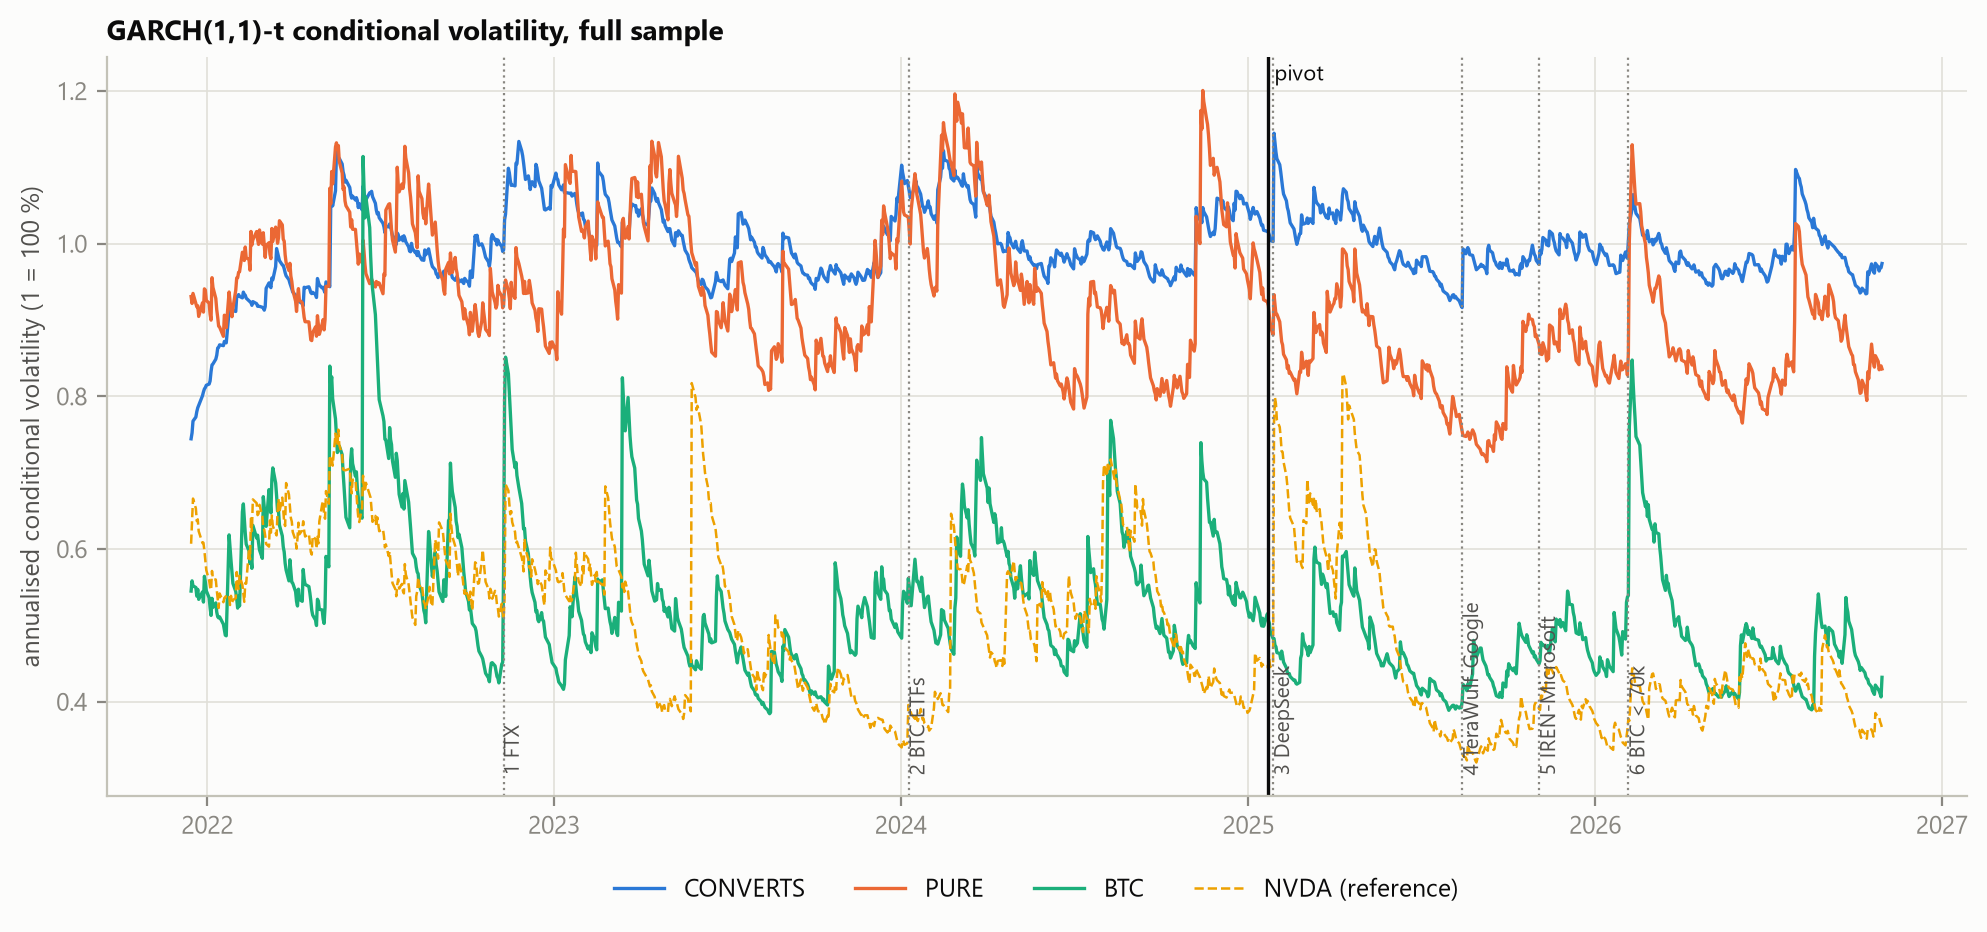 GARCH(1,1)-t conditional volatility, full sample
annualised conditional volatility (1 = 100 %)
1.2
1.0
0.8
0.6
0.4
pivot
1 FTX
2 BTC ETFs
3 DeepSeek
4 TeraWulf-Google
5 IREN-Microsoft
6 BTC < 70k
2022
2023
2024
2025
2026
2027
CONVERTS
PURE
BTC
NVDA (reference)